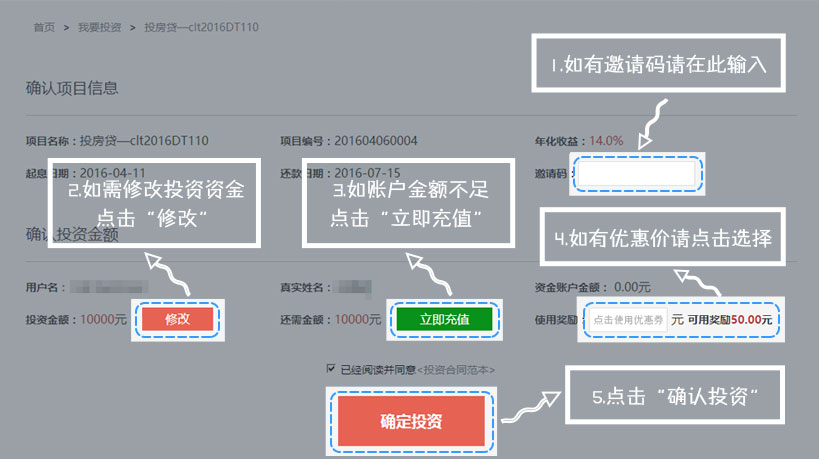 首页 > 我要投资 > 投房贷—clt2016DT110
1.如有邀请码请在此输入
确认项目信息
项目名称：投房贷—clt2016DT110 项目编号：201604060004 年化收益：14.0%
起息日期：2016-04-11 还款日期：2016-07-15 邀请码：
2.如需修改投资资金
点击“修改”
3.如账户金额不足
点击“立即充值”
4.如有优惠价请点击选择
确认投资金额
用户名： 真实姓名： 资金账户金额： 0.00元
投资金额：10000元 修改 还需金额：10000元 立即充值 使用奖励 点击使用优惠劵 元 可用奖励50.00元
已经阅读并同意<投资合同范本>
确定投资
5.点击“确认投资”